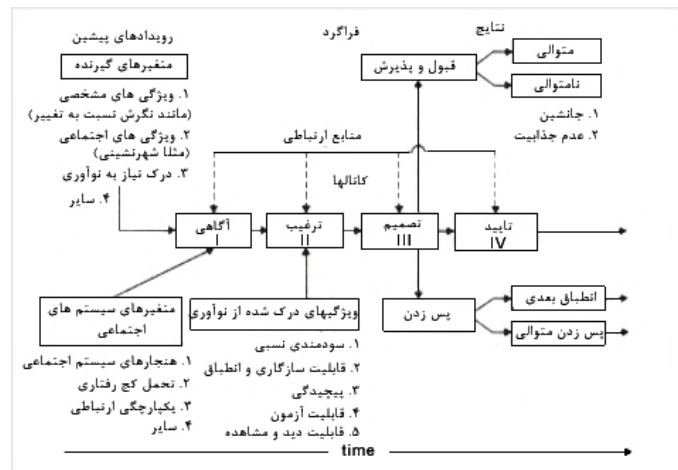 رویدادهای پیشین
فراگرد
نتایج
متغیرهای گیرنده
۱. ویژگی های مشخصی
(مانند نگرش نسبت به تغییر)
۲. ویژگی های اجتماعی
(مثلا شهرنشینی)
۳. درک نیاز به نوآوری
۴. سایر
قبول و پذیرش
متوالی
نامتوالی
۱. جانشین
۲. عدم جذابیت
منابع ارتباطی
کانالها
آگاهی
I
ترغیب
II
تصمیم
III
تایید
IV
متغیرهای سیستم های
اجتماعی
۱. هنجارهای سیستم اجتماعی
۲. تحمل کج رفتاری
۳. یکپارچگی ارتباطی
۴. سایر
ویژگیهای درک شده از نوآوری
۱. سودمندی نسبی
۲. قابلیت سازگاری و انطباق
۳. پیچیدگی
۴. قابلیت آزمون
۵. قابلیت دید و مشاهده
پس زدن
انطباق بعدی
پس زدن متوالی
time